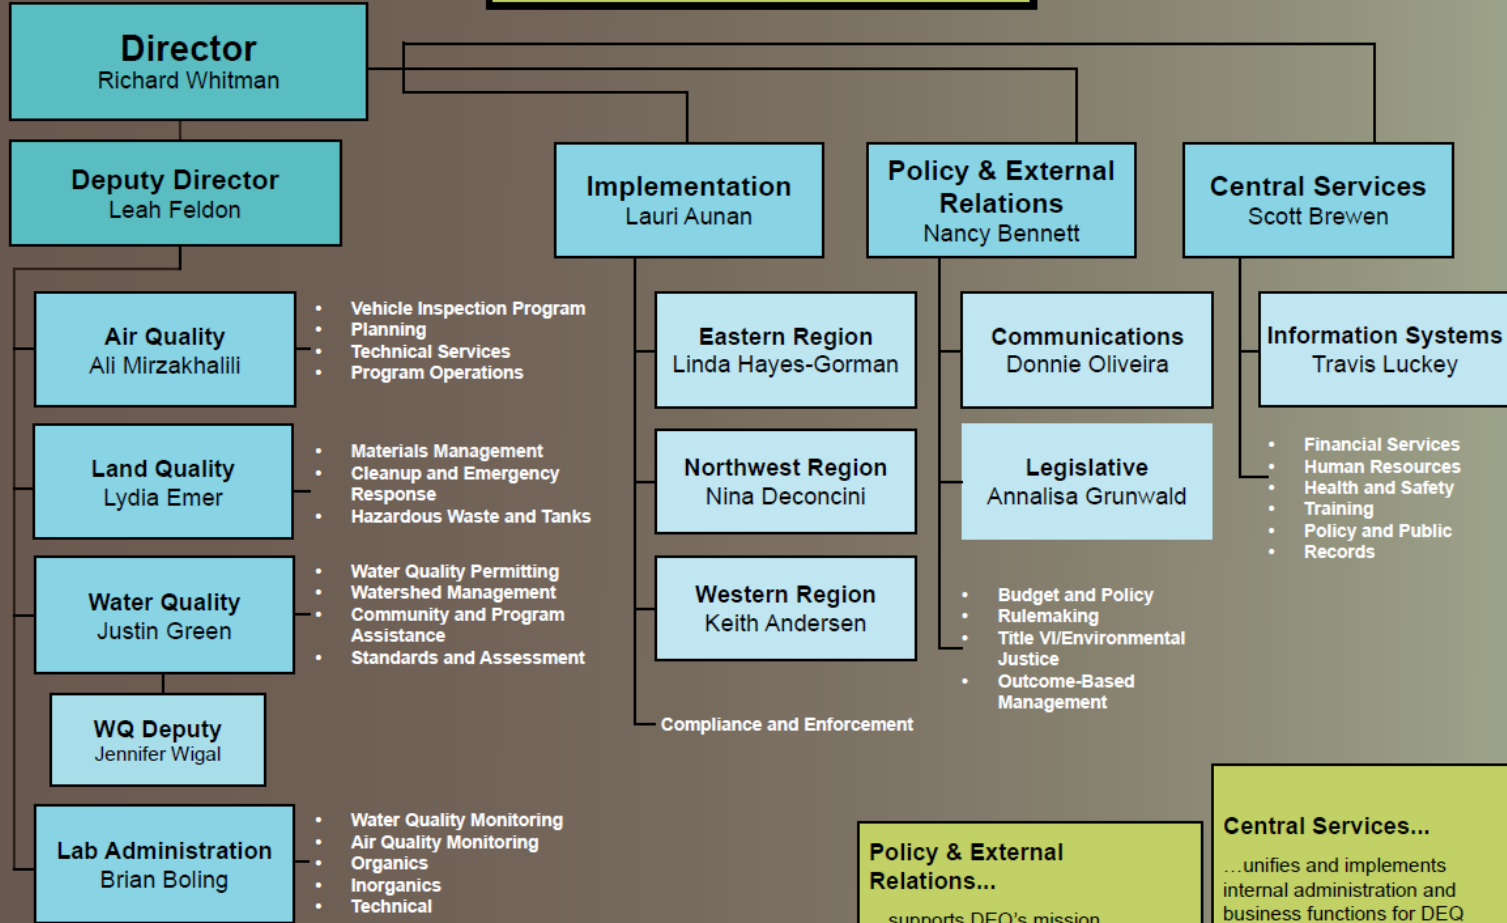 Director
Richard Whitman
Deputy Director
Leah Feldon
Implementation
Lauri Aunan
Policy & External
Relations
Nancy Bennett
Central Services
Scott Brewen
Air Quality
Ali Mirzakhalili
• Vehicle Inspection Program
• Planning
• Technical Services
• Program Operations
Land Quality
Lydia Emer
• Materials Management
• Cleanup and Emergency
Response
• Hazardous Waste and Tanks
Water Quality
Justin Green
• Water Quality Permitting
• Watershed Management
• Community and Program
Assistance
• Standards and Assessment
WQ Deputy
Jennifer Wigal
Lab Administration
Brian Boling
• Water Quality Monitoring
• Air Quality Monitoring
• Organics
• Inorganics
• Technical
Eastern Region
Linda Hayes-Gorman
Northwest Region
Nina Deconcini
Western Region
Keith Andersen
Compliance and Enforcement
Communications
Donnie Oliveira
Legislative
Annalisa Grunwald
• Budget and Policy
• Rulemaking
• Title VI/Environmental
Justice
• Outcome-Based
Management
Information Systems
Travis Luckey
• Financial Services
• Human Resources
• Health and Safety
• Training
• Policy and Public
• Records
Policy & External
Relations...
...supports DEQ's mission
Central Services...
...unifies and implements
internal administration and
business functions for DEQ